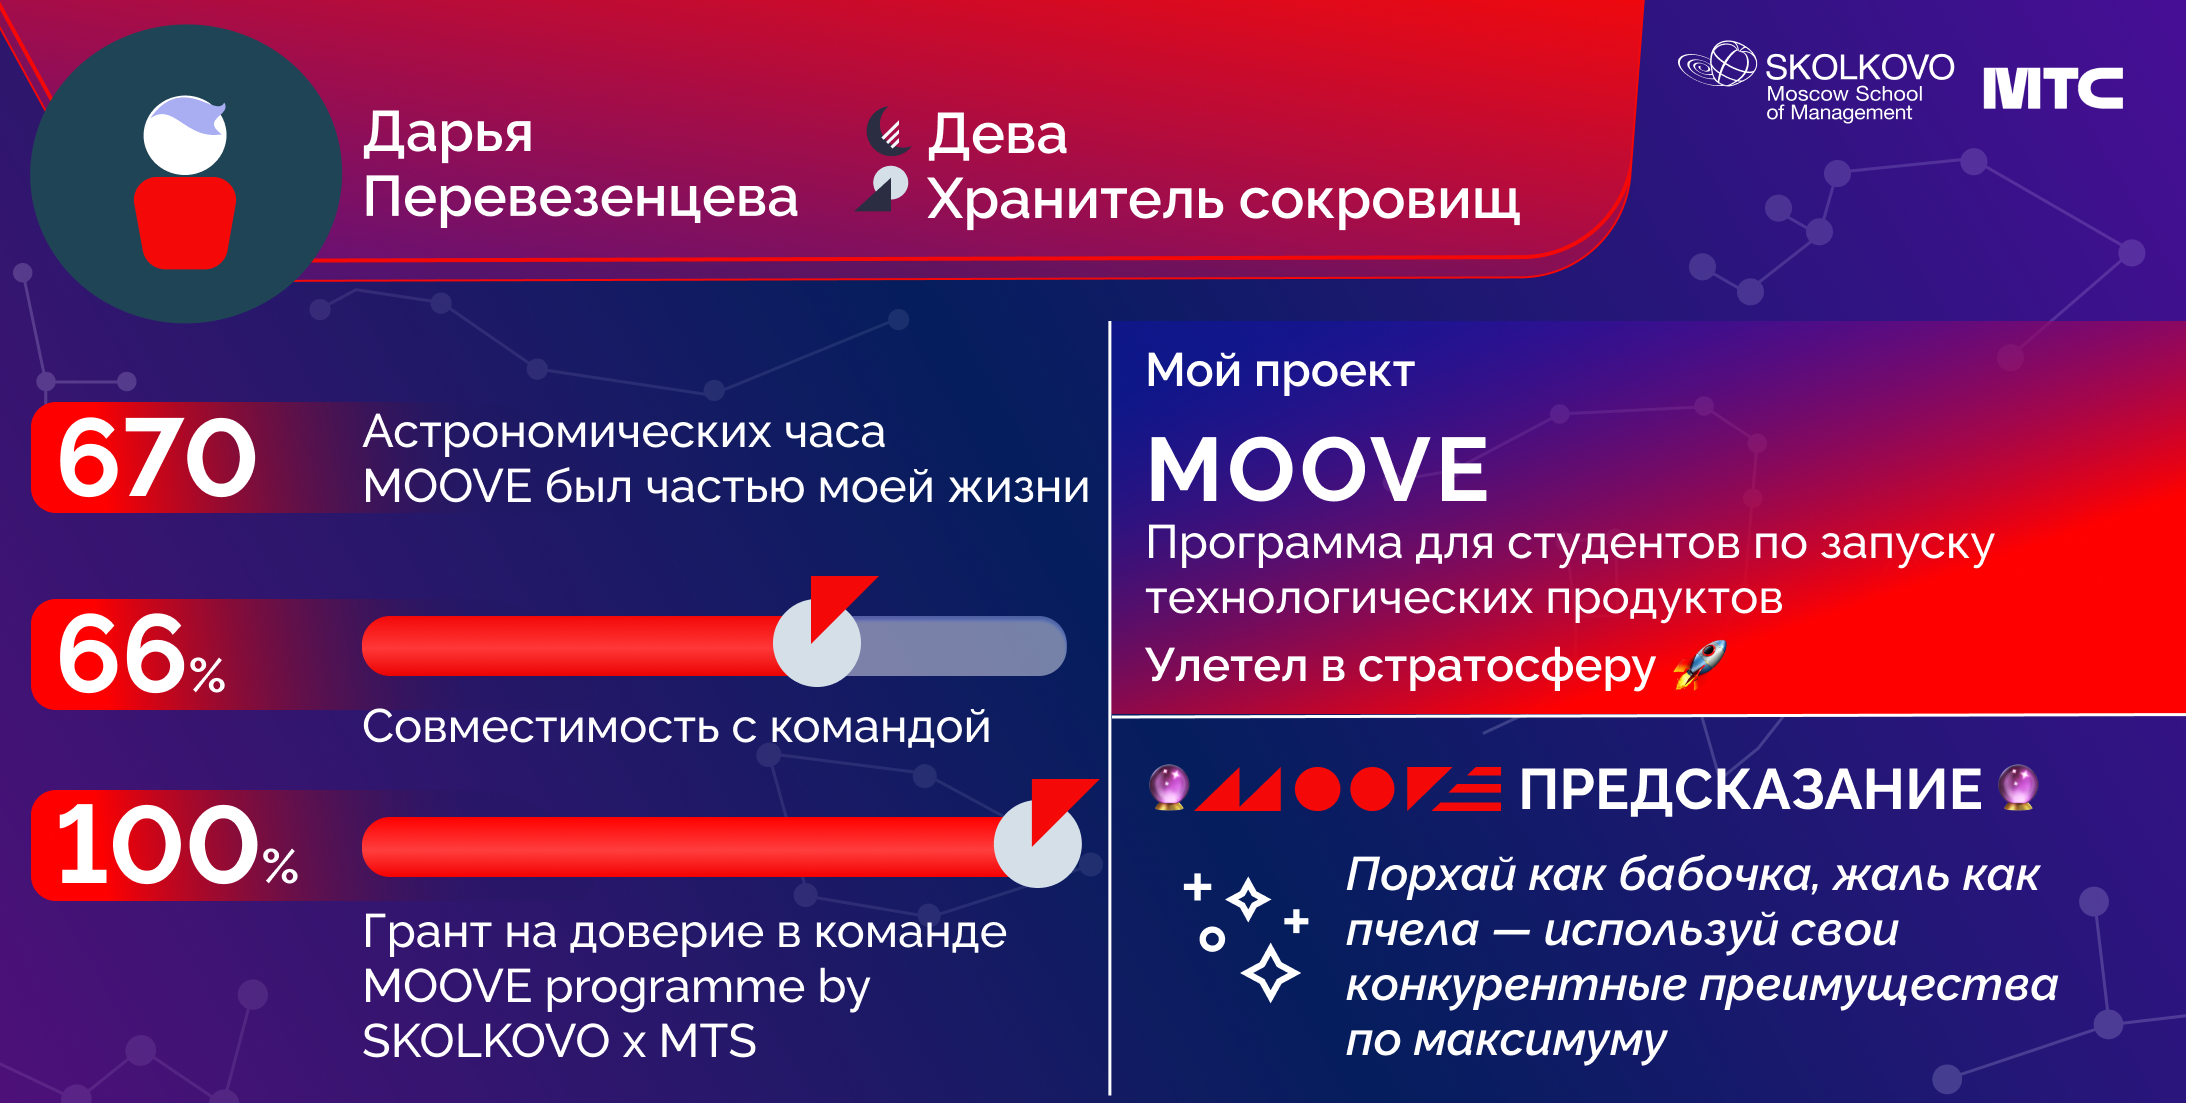 Дарья
Перевезенцева
Дева
Хранитель сокровищ
SKOLKOVO
Moscow School
of Management
МТС
670
Астрономических часа
MOOVE был частью моей жизни
66%
Совместимость с командой
100%
Грант на доверие в команде
MOOVE programme by
SKOLKOVO x MTS
Мой проект
MOOVE
Программа для студентов по запуску
технологических продуктов
Улетел в стратосферу 🚀
🔮MOOVE ПРЕДСКАЗАНИЕ🔮
Порхай как бабочка, жаль как
пчела — используй свои
конкурентные преимущества
по максимуму